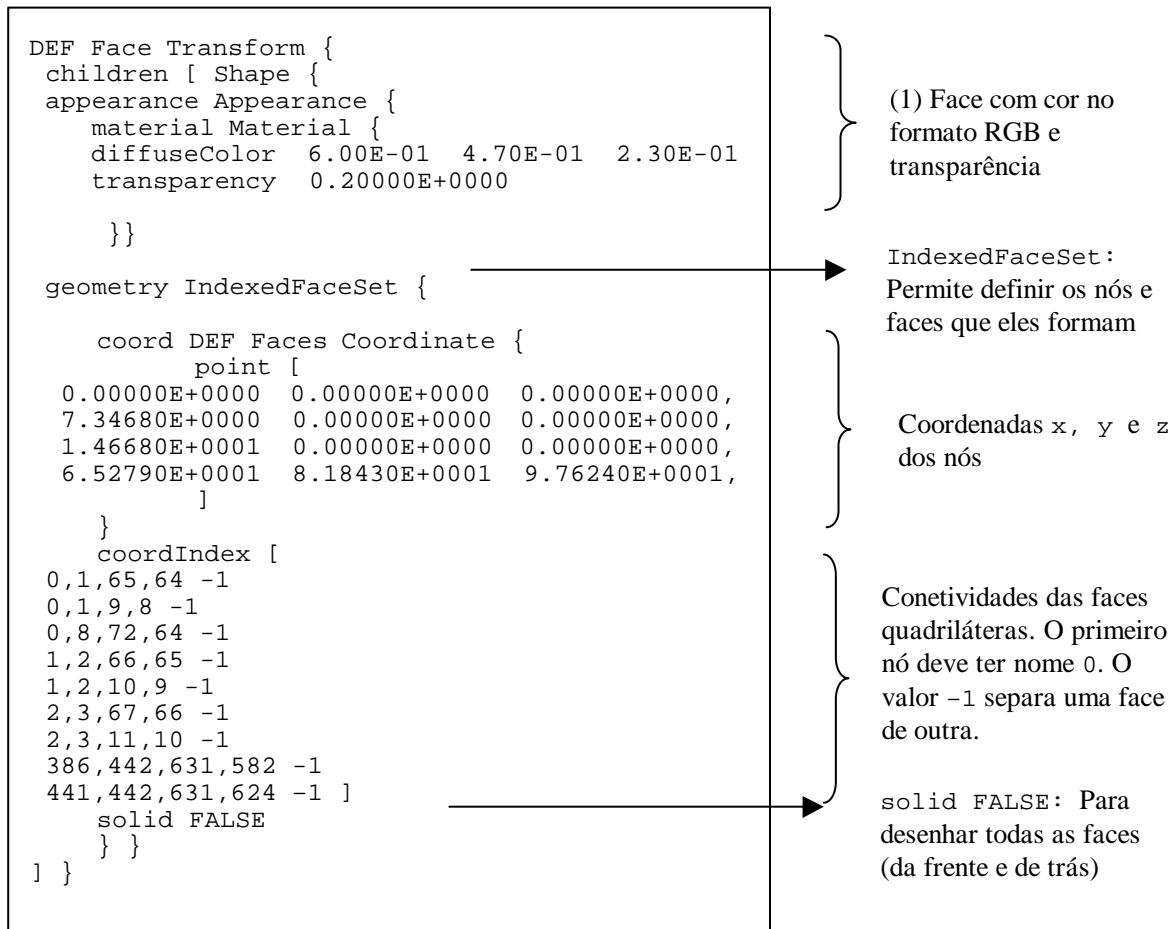 DEF Face Transform {
children [ Shape {
appearance Appearance {
material Material {
diffuseColor 6.00E-01 4.70E-01 2.30E-01
transparency 0.20000E+0000
}}
geometry IndexedFaceSet {
coord DEF Faces Coordinate {
point [
0.00000E+0000 0.00000E+0000 0.00000E+0000,
7.34680E+0000 0.00000E+0000 0.00000E+0000,
1.46680E+0001 0.00000E+0000 0.00000E+0000,
6.52790E+0001 8.18430E+0001 9.76240E+0001,
]
}
coordIndex [
0,1,65,64 -1
0,1,9,8 -1
0,8,72,64 -1
1,2,66,65 -1
1,2,10,9 -1
2,3,67,66 -1
2,3,11,10 -1
386,442,631,582 -1
441,442,631,624 -1 ]
solid FALSE
} }
] }
(1) Face com cor no
formato RGB e
transparência
IndexedFaceSet:
Permite definir os nós e
faces que eles formam
Coordenadas x, y e z
dos nós
Conetividades das faces
quadriláteras. O primeiro
nó deve ter nome 0. O
valor –1 separa uma face
de outra.
solid FALSE: Para
desenhar todas as faces
(da frente e de trás)